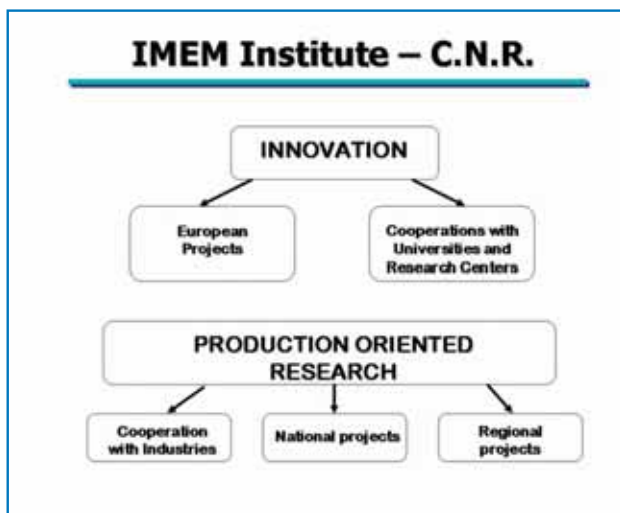 IMEM Institute – C.N.R.
INNOVATION
European
Projects
Cooperations with
Universities and
Research Centers
PRODUCTION ORIENTED
RESEARCH
Cooperation
with Industries
National projects
Regional
projects